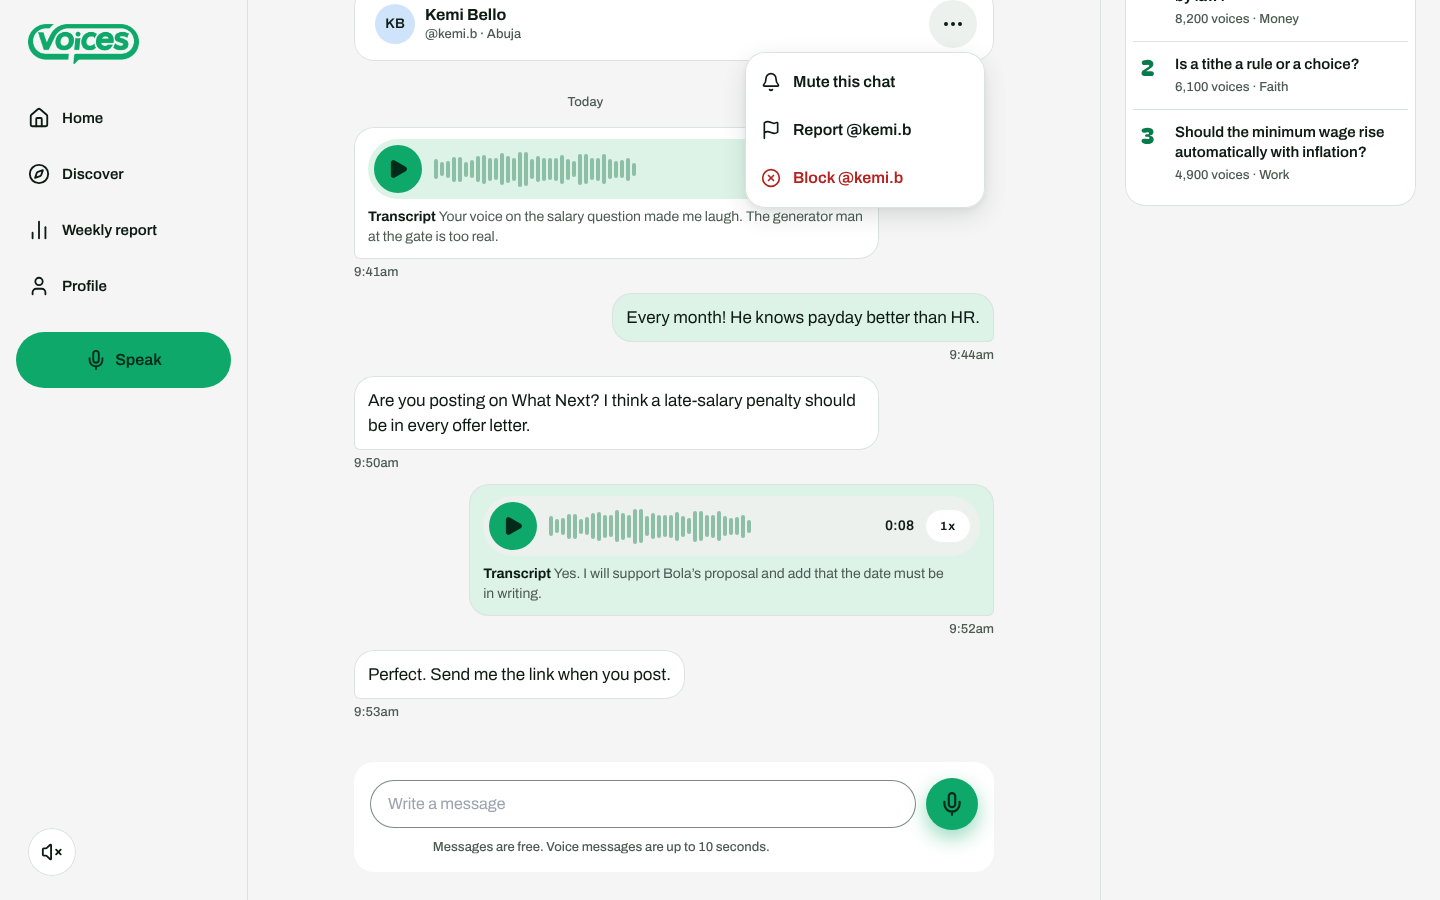 Voices
Home
Discover
Weekly report
Profile
Speak
KB
Kemi Bello
@kemi.b · Abuja
Mute this chat
Report @kemi.b
Block @kemi.b
Today
Transcript Your voice on the salary question made me laugh. The generator man
at the gate is too real.
9:41am
Every month! He knows payday better than HR.
9:44am
Are you posting on What Next? I think a late-salary penalty should
be in every offer letter.
9:50am
0:08
1x
Transcript Yes. I will support Bola’s proposal and add that the date must be
in writing.
9:52am
Perfect. Send me the link when you post.
9:53am
Write a message
Messages are free. Voice messages are up to 10 seconds.
8,200 voices · Money
2
Is a tithe a rule or a choice?
6,100 voices · Faith
3
Should the minimum wage rise
automatically with inflation?
4,900 voices · Work